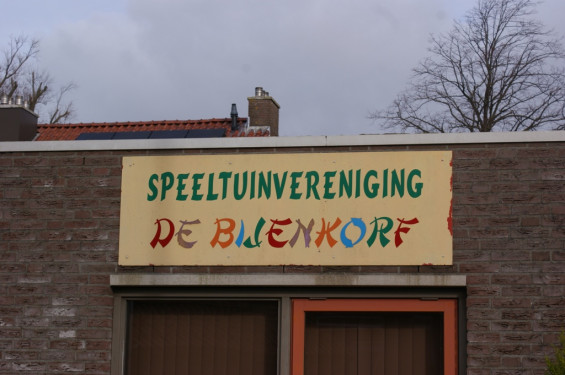 SPEELTUINVERENIGING
DE BIJENKORF